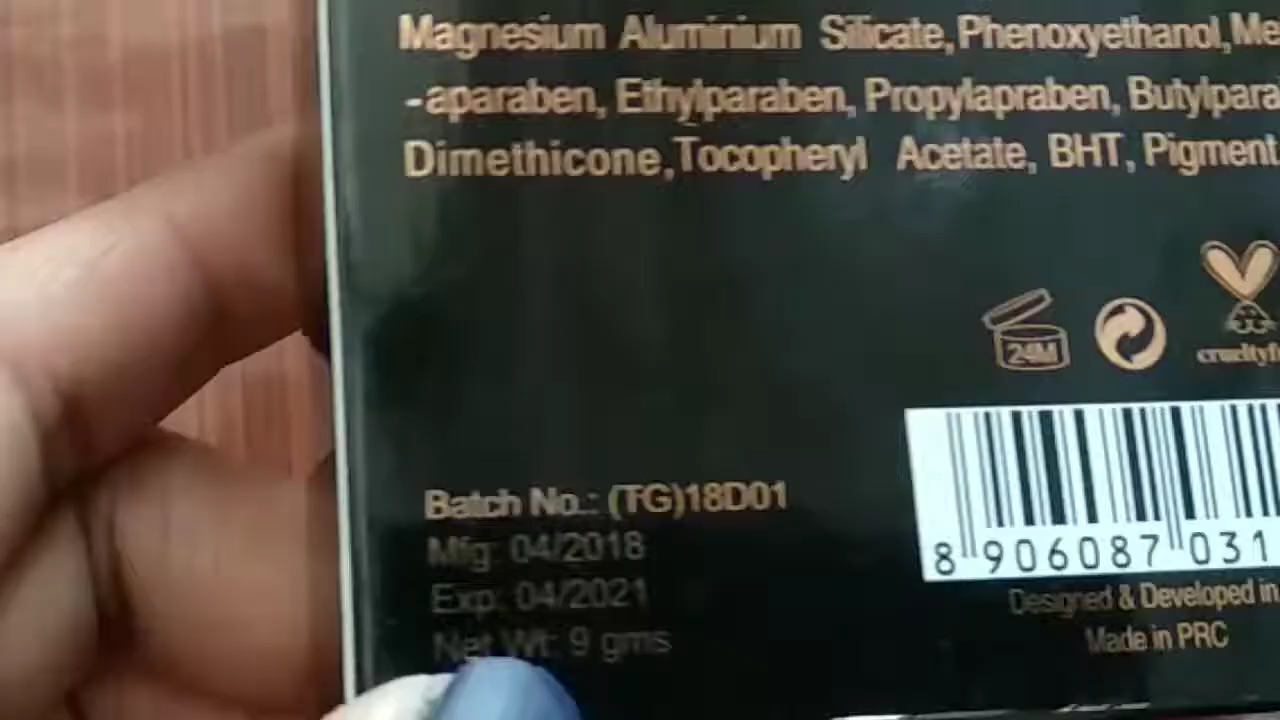 Magnesium Aluminium Silicate, Phenoxyethanol, Me
-aparaben, Ethylparaben, Propylapraben, Butylpara
Dimethicone, Tocopheryl Acetate, BHT, Pigment
24M
crueltyf
Batch No.: (TG)18D01
Mfg: 04/2018
Exp: 04/2021
Net Wt: 9 gms
8 906087 031
Designed & Developed in
Made in PRC